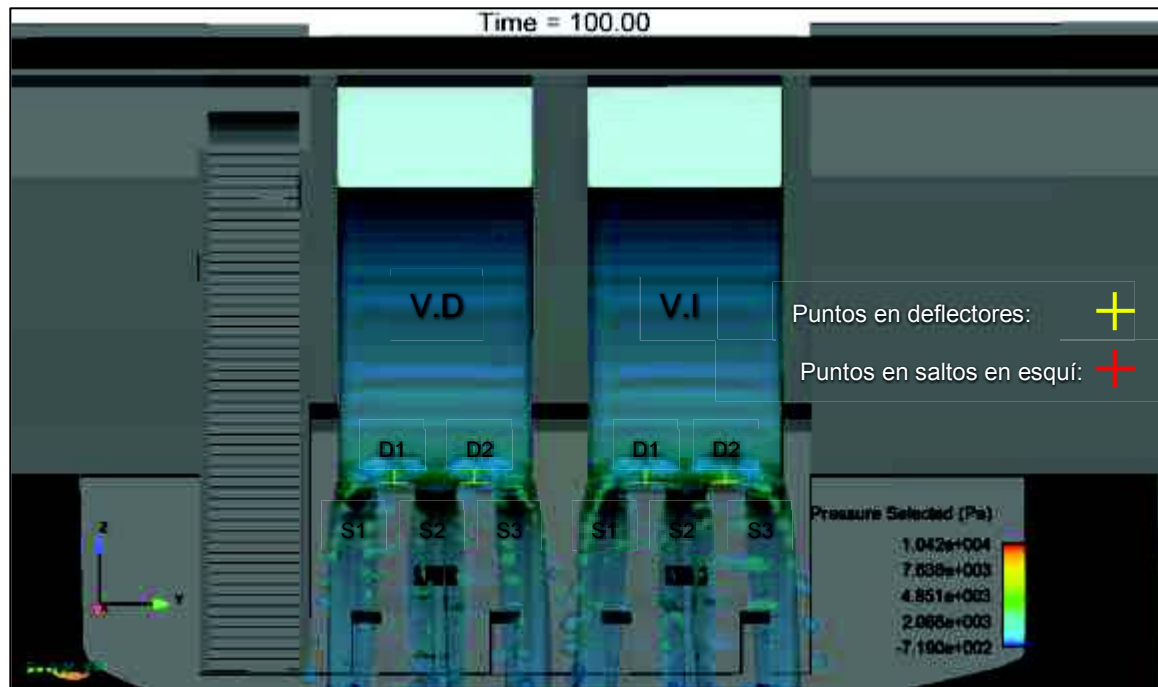 Time = 100.00
V.D
V.I
Puntos en deflectores:
Puntos en saltos en esquí:
D1
D2
D1
D2
S1
S2
S3
S1
S2
S3
Pressure Selected (Pa)
1.042e+004
7.638e+003
4.851e+003
2.066e+003
-7.190e+002
z
Y